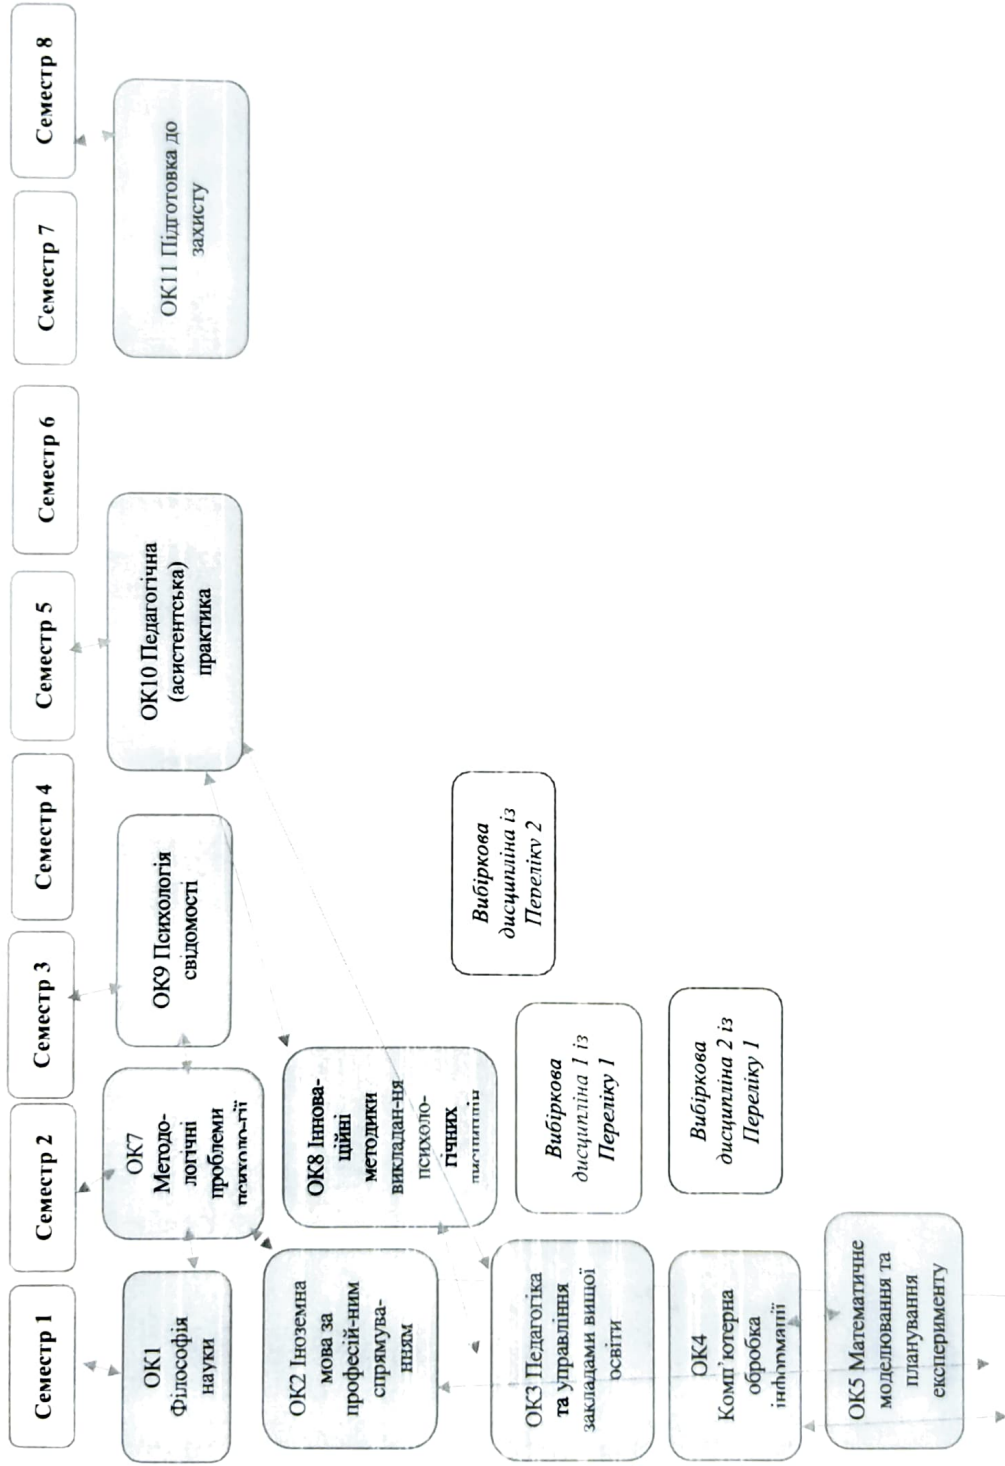 Семестр 1
Семестр 2
Семестр 3
Семестр 4
Семестр 5
Семестр 6
Семестр 7
Семестр 8
ОК1
Філософія
науки
ОК7
Методо-
логічні
проблеми
психології
ОК9 Психологія
свідомості
ОК10 Педагогічна
(асистентська)
практика
ОК11 Підготовка до
захисту
ОК2 Іноземна
мова за
професій-ним
спрямува-
нням
ОК8 Іннова-
ційні
методики
викладан-ня
психоло-
гічних
дисциплін
Вибіркова
дисципліна із
Переліку 2
ОК3 Педагогіка
та управління
закладами вищої
освіти
Вибіркова
дисципліна 1 із
Переліку 1
ОК4
Комп'ютерна
обробка
інформації
Вибіркова
дисципліна 2 із
Переліку 1
ОК5 Математичне
моделювання та
планування
експерименту